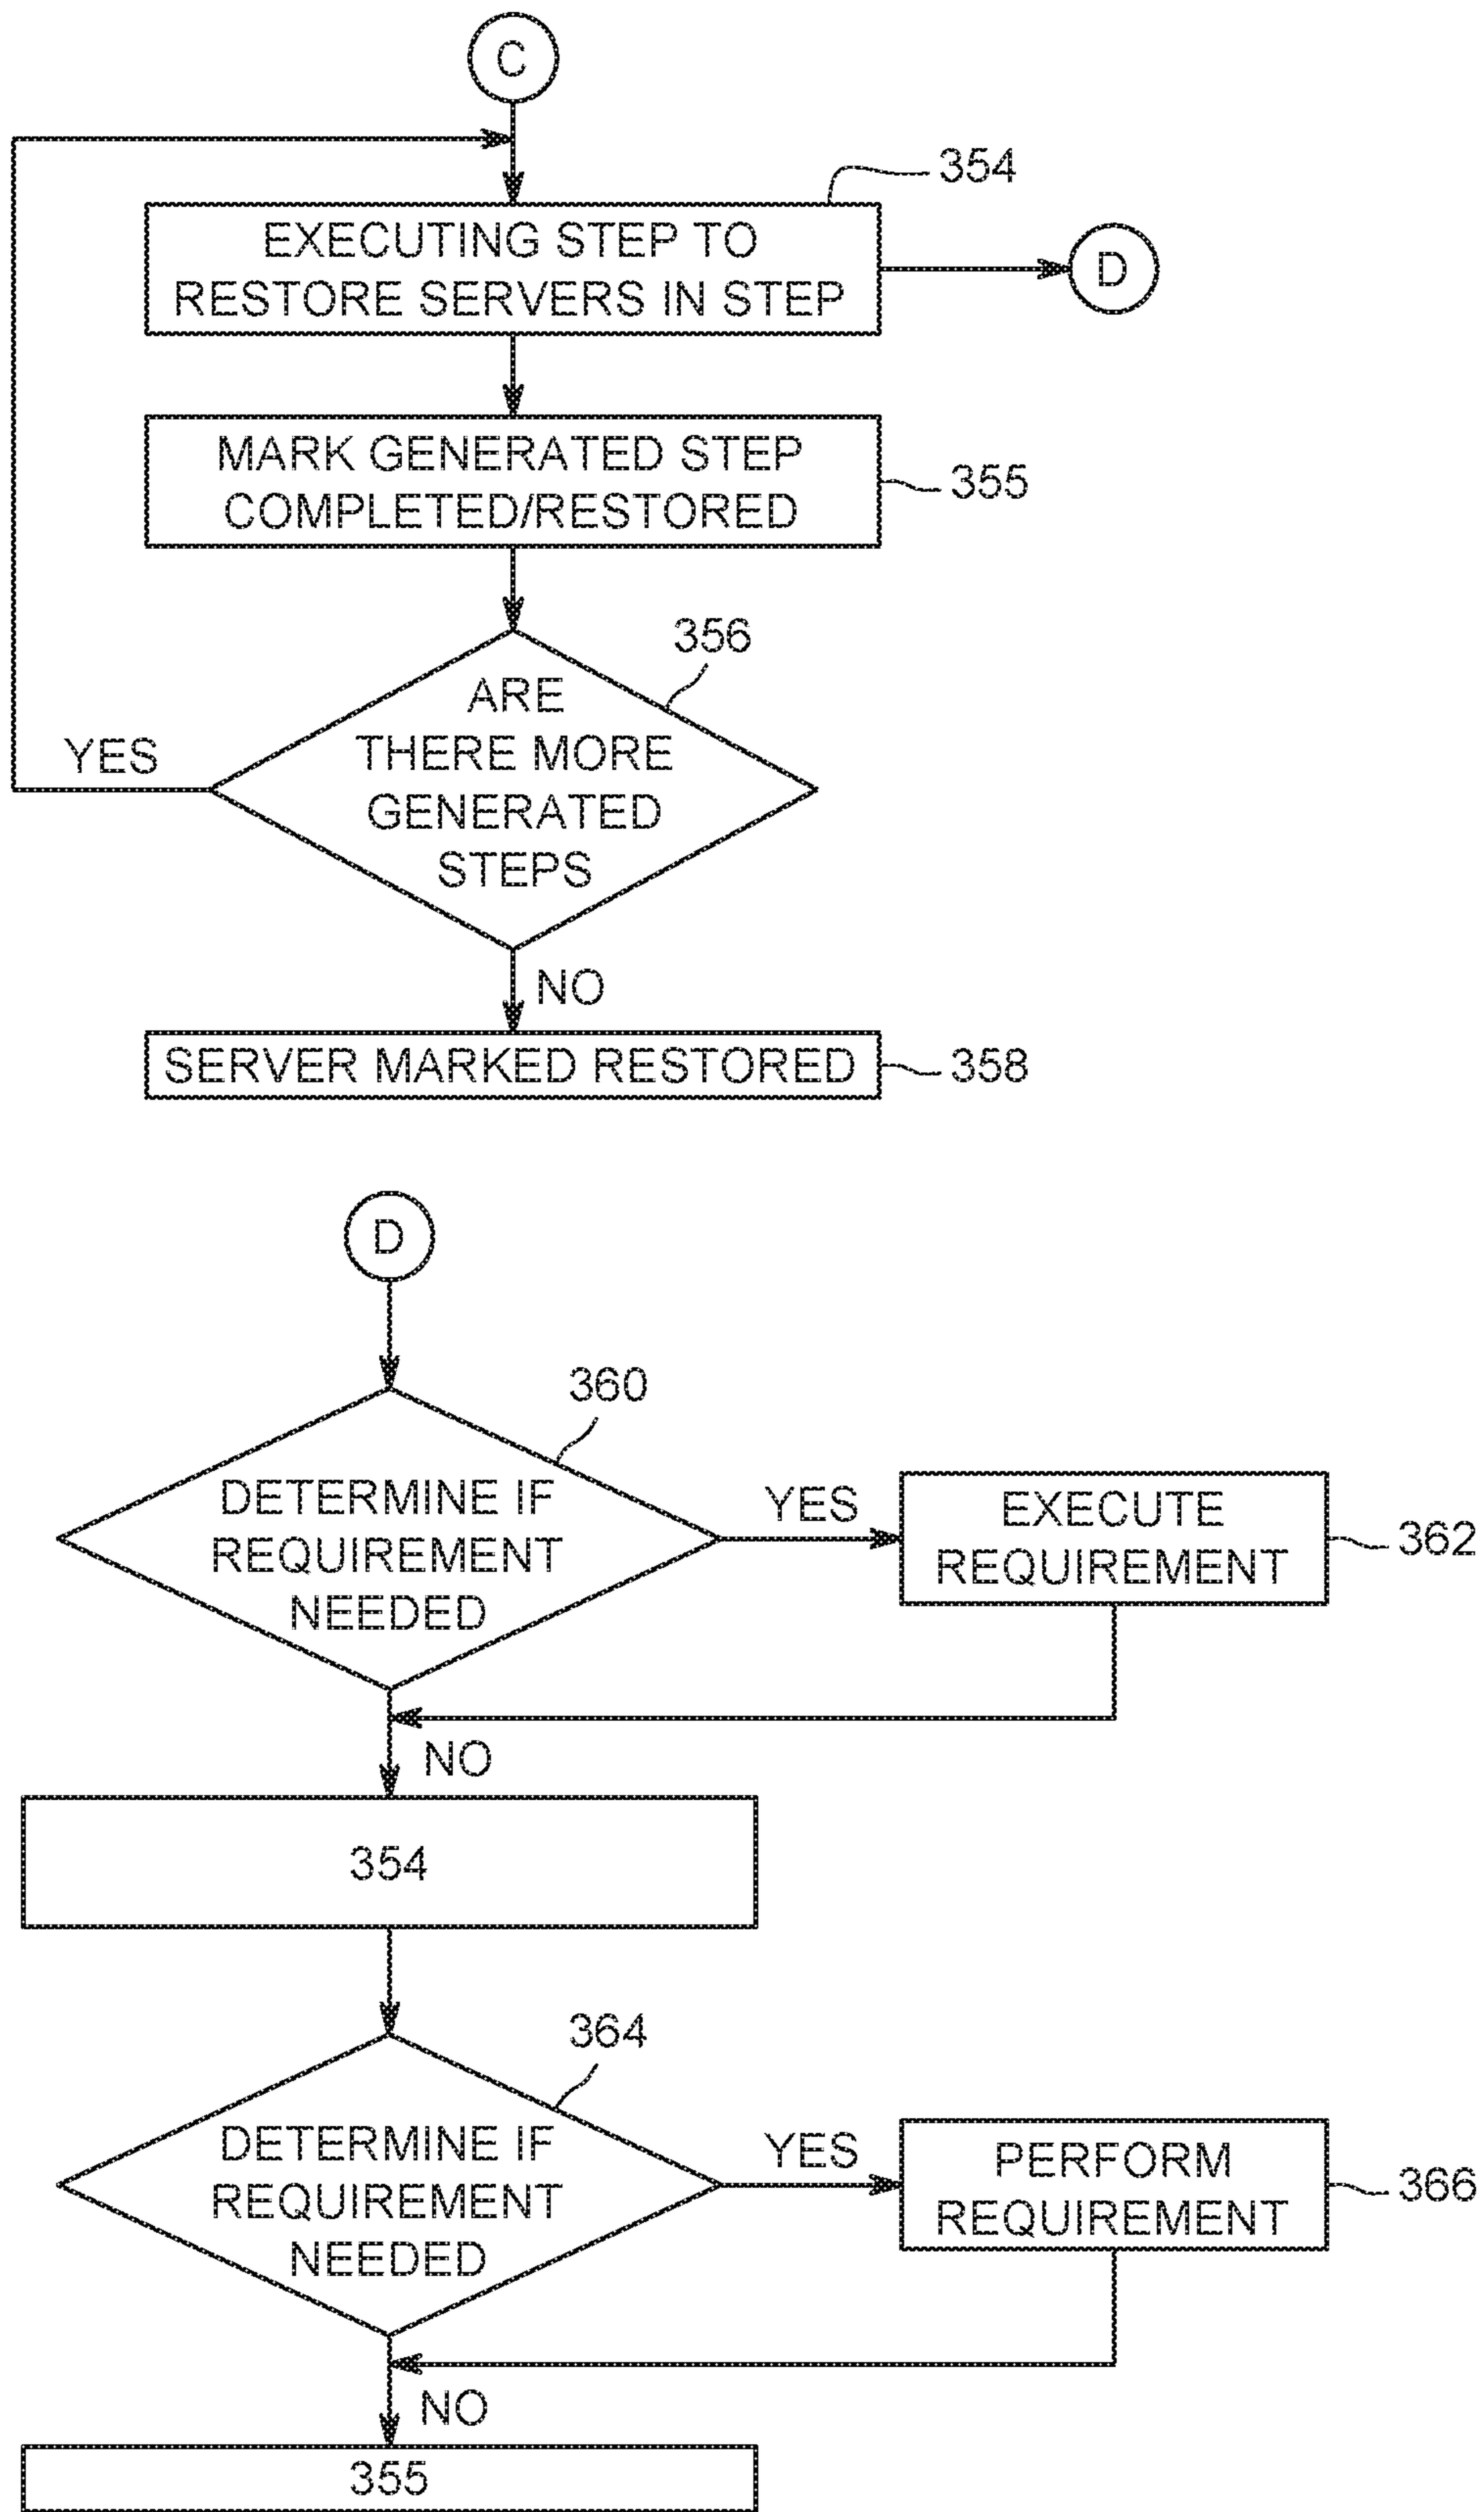 C
354
EXECUTING STEP TO
RESTORE SERVERS IN STEP
D
MARK GENERATED STEP
COMPLETED/RESTORED
355
356
ARE
THERE MORE
GENERATED
STEPS
YES
NO
SERVER MARKED RESTORED
358
D
360
DETERMINE IF
REQUIREMENT
NEEDED
YES
EXECUTE
REQUIREMENT
362
NO
354
364
DETERMINE IF
REQUIREMENT
NEEDED
YES
PERFORM
REQUIREMENT
366
NO
355